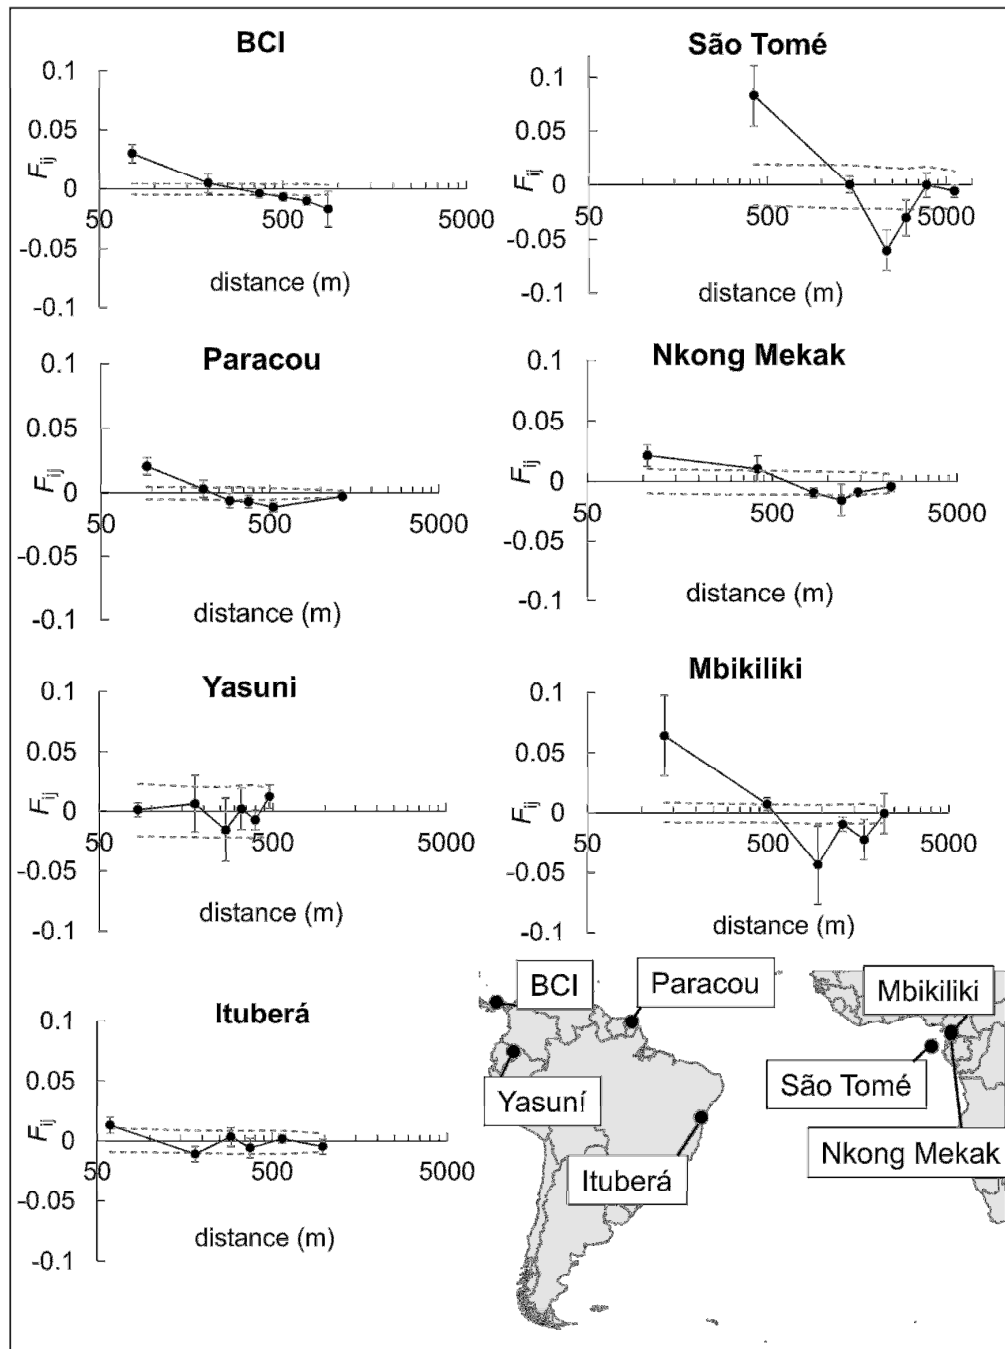 BCI
0.1
0.05
0
-0.05
-0.1
Fij
50
500
5000
distance (m)
São Tomé
0.1
0.05
0
-0.05
-0.1
Fij
50
500
5000
distance (m)
Paracou
0.1
0.05
0
-0.05
-0.1
Fij
50
500
5000
distance (m)
Nkong Mekak
0.1
0.05
0
-0.05
-0.1
Fij
50
500
5000
distance (m)
Yasuni
0.1
0.05
0
-0.05
-0.1
Fij
50
500
5000
distance (m)
Mbikiliki
0.1
0.05
0
-0.05
-0.1
Fij
50
500
5000
distance (m)
Ituberá
0.1
0.05
0
-0.05
-0.1
Fij
50
500
5000
distance (m)
BCI
Paracou
Yasuní
Ituberá
Mbikiliki
São Tomé
Nkong Mekak